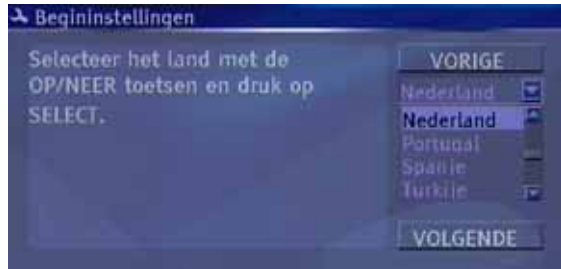 Begininstellingen
Selecteer het land met de
OP/NEER toetsen en druk op
SELECT.
VORIGE
Nederland
Nederland
Portugal
Spanje
Turkije
VOLGENDE